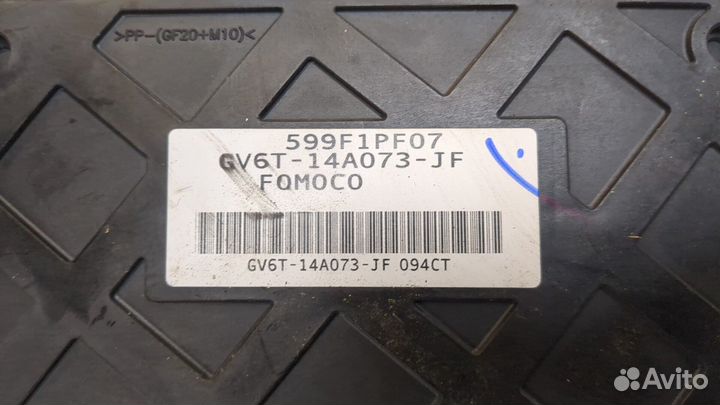 >PP-(GF20+M10)<
599F1PF07
GV6T-14A073-JF
FOMOCO
GV6T-14A073-JF 094CT
Avito